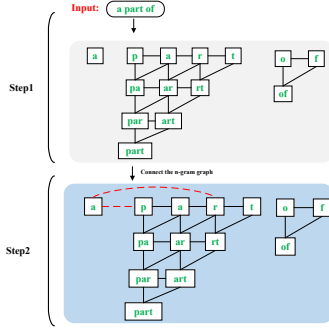 Input: a part of
a p a r t o f
pa ar rt of
par art
part
Step1
Connect the n-gram graph
a p a r t o f
pa ar rt of
par art
part
Step2